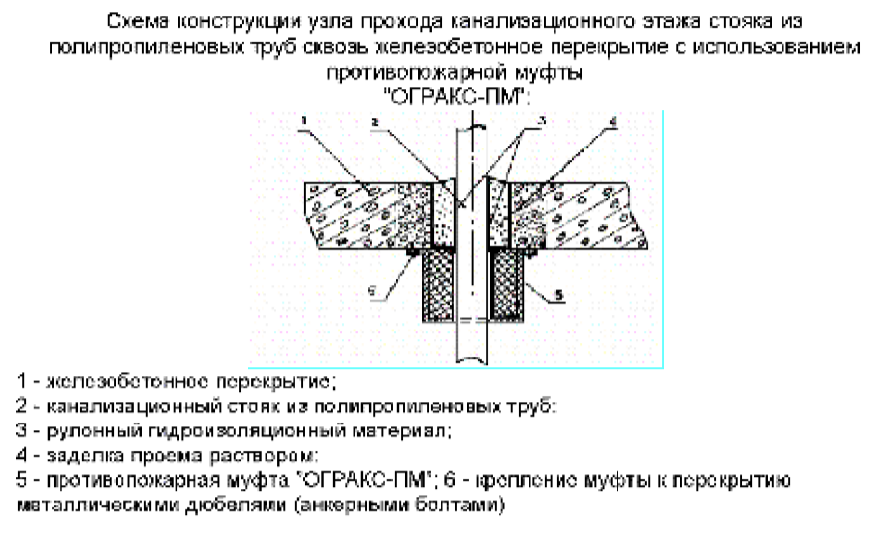 Схема конструкции узла прохода канализационного этажа стояка из
полипропиленовых труб сквозь железобетонное перекрытие с использованием
противопожарной муфты
"ОГРАКС-ПМ":
1 2 3 4
6 5
1 - железобетонное перекрытие;
2 - канализационный стояк из полипропиленовых труб:
3 - рулонный гидроизоляционный материал;
4 - заделка проема раствором:
5 - противопожарная муфта "ОГРАКС-ПМ"; 6 - крепление муфты к перекрытию
металлическими дюбелями (анкерными болтами)